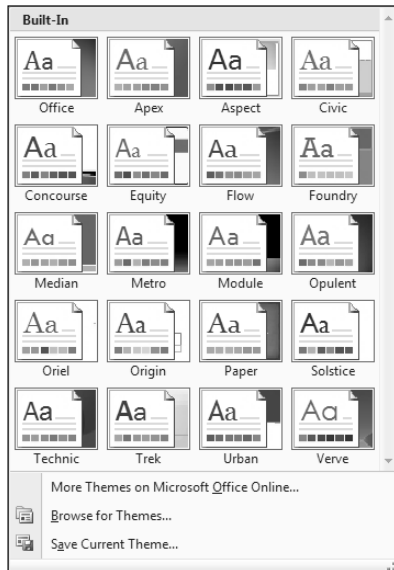 Built-In
Aa Aa Aa Aa
Office Apex Aspect Civic
Aa Aa Aa Aa
Concourse Equity Flow Foundry
Aa Aa Aa Aa
Median Metro Module Opulent
Aa Aa Aa Aa
Oriel Origin Paper Solstice
Aa Aa Aa Aa
Technic Trek Urban Verve
More Themes on Microsoft Office Online...
Browse for Themes...
Save Current Theme...